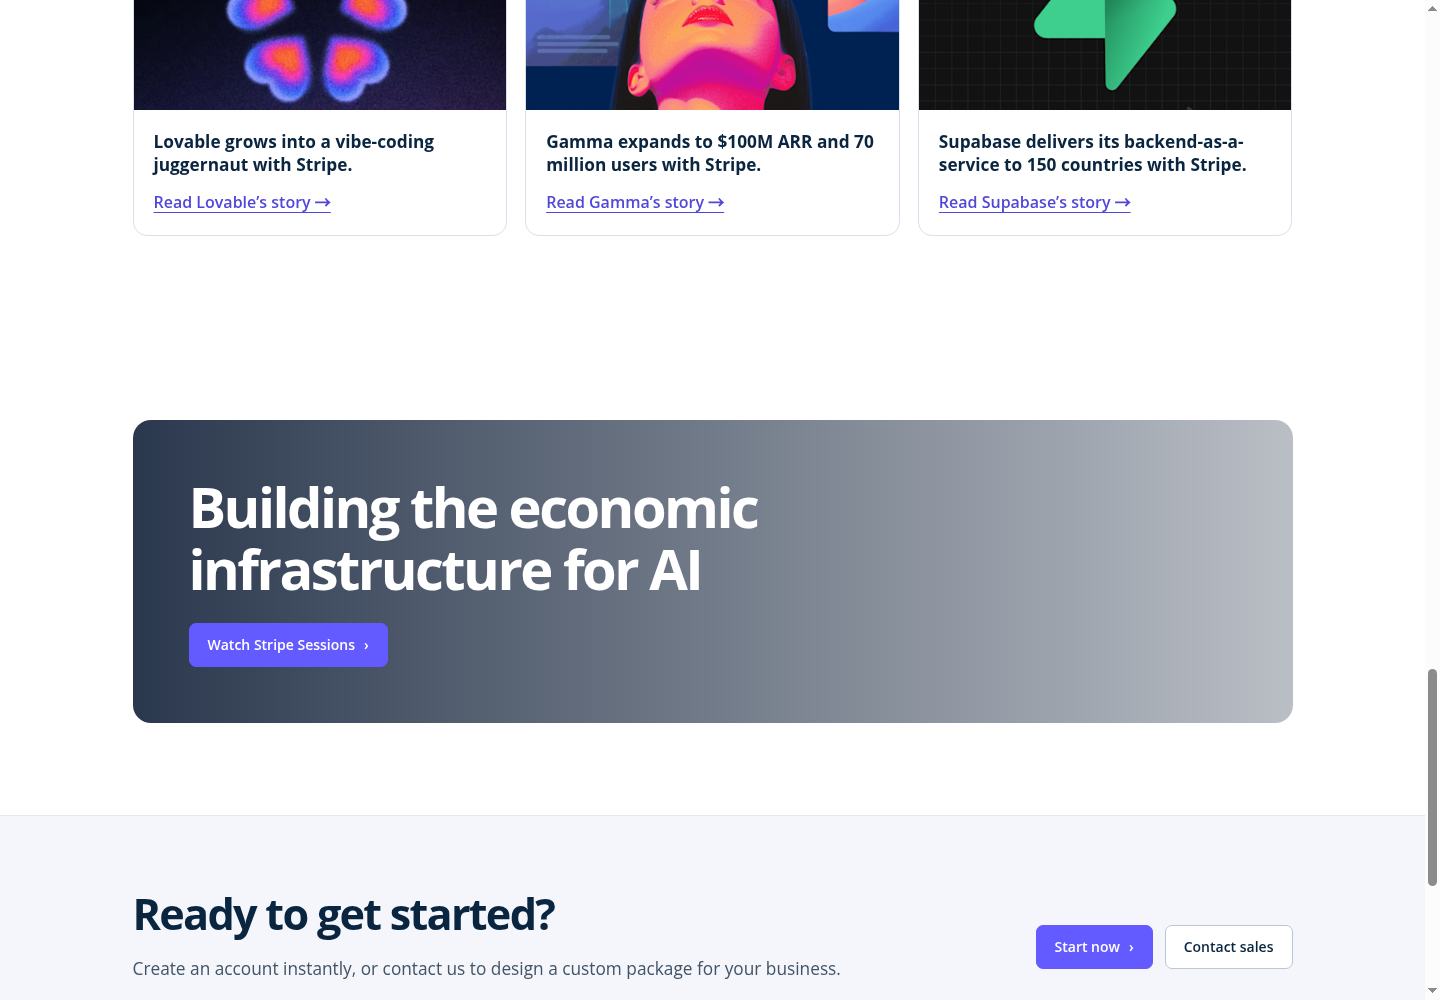 Lovable grows into a vibe-coding
juggernaut with Stripe.
Read Lovable’s story →
Gamma expands to $100M ARR and 70
million users with Stripe.
Read Gamma’s story →
Supabase delivers its backend-as-a-
service to 150 countries with Stripe.
Read Supabase’s story →
Building the economic
infrastructure for AI
Watch Stripe Sessions ›
Ready to get started?
Create an account instantly, or contact us to design a custom package for your business.
Start now ›
Contact sales